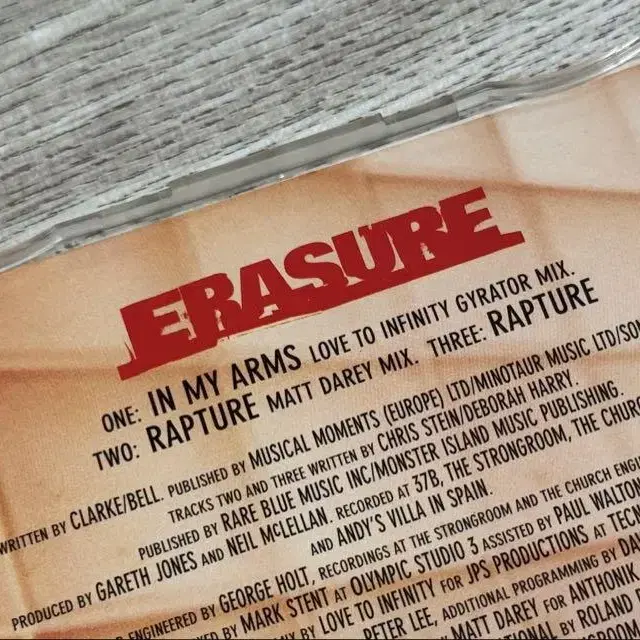 ERASURE
ONE: IN MY ARMS LOVE TO INFINITY GYRATOR MIX.
TWO: RAPTURE MATT DAREY MIX. THREE: RAPTURE
WRITTEN BY CLARKE/BELL. PUBLISHED BY MUSICAL MOMENTS (EUROPE) LTD/MINOTAUR MUSIC LTD/SON
TRACKS TWO AND THREE WRITTEN BY CHRIS STEIN/DEBORAH HARRY.
PUBLISHED BY RARE BLUE MUSIC INC/MONSTER ISLAND MUSIC PUBLISHING.
PRODUCED BY GARETH JONES AND NEIL McLELLAN. RECORDED AT 37B, THE STRONGROOM, THE CHURC
AND ANDY'S VILLA IN SPAIN.
ENGINEERED BY GEORGE HOLT, RECORDINGS AT THE STRONGROOM AND THE CHURCH ENGI
BY MARK STENT AT OLYMPIC STUDIO 3 ASSISTED BY PAUL WALTON
BY LOVE TO INFINITY FOR JPS PRODUCTIONS AT TECH
PETER LEE, ADDITIONAL PROGRAMMING BY DA
MATT DAREY FOR ANTHONIK
BY ROLAND